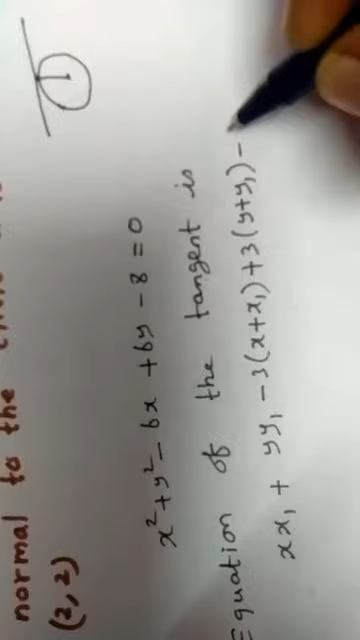 normal to the
(2,2)
x² + y² - 6x + 6y - 8 = 0
Equation of the tangent is
xx₁ + yy₁ - 3(x+x₁) + 3(y+y₁) -